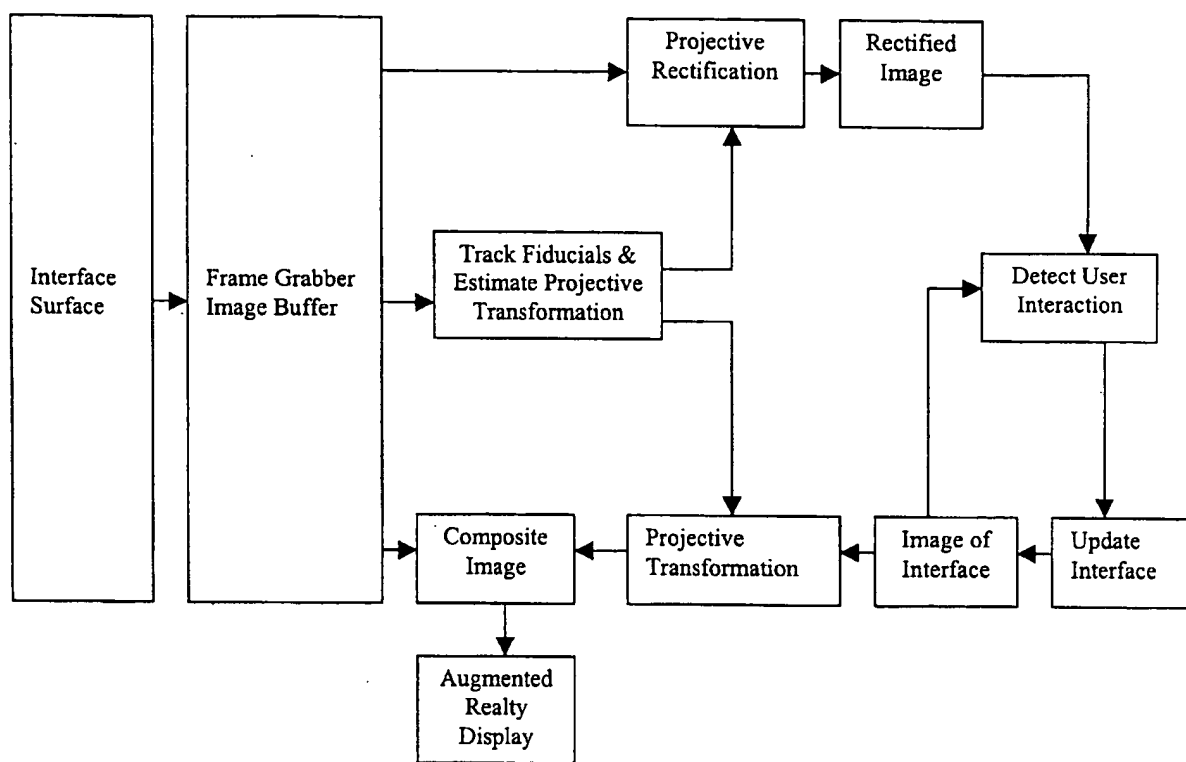 Projective
Rectification
Rectified
Image
Interface
Surface
Frame Grabber
Image Buffer
Track Fiducials &
Estimate Projective
Transformation
Detect User
Interaction
Composite
Image
Projective
Transformation
Image of
Interface
Update
Interface
Augmented
Realty
Display